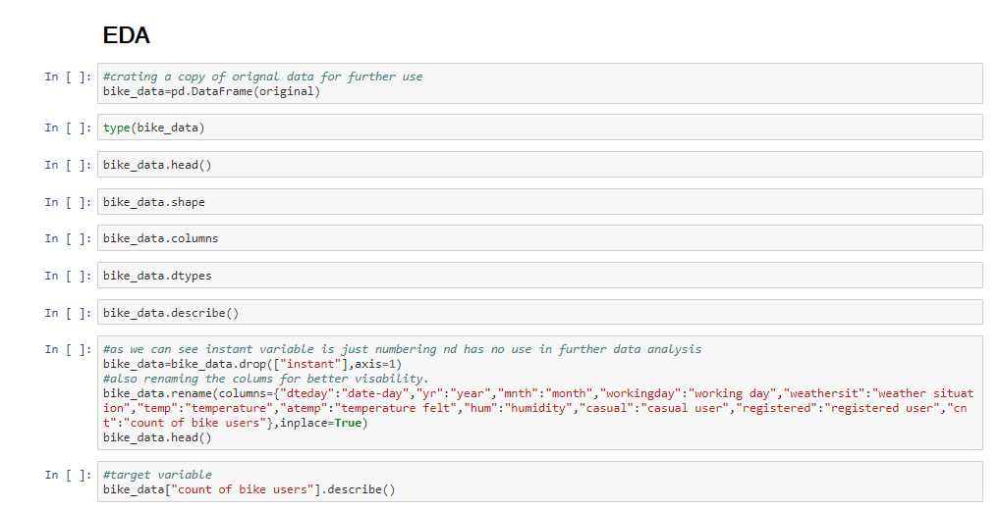 EDA
In [ ]: #crating a copy of orignal data for further use
bike_data=pd.DataFrame(original)
In [ ]: type(bike_data)
In [ ]: bike_data.head()
In [ ]: bike_data.shape
In [ ]: bike_data.columns
In [ ]: bike_data.dtypes
In [ ]: bike_data.describe()
In [ ]: #as we can see instant variable is just numbering nd has no use in further data analysis
bike_data=bike_data.drop(["instant"],axis=1)
#also renaming the colums for better visability.
bike_data.rename(columns={"dteday":"date-day","yr":"year","mnth":"month","workingday":"working day","weathersit":"weather situat
ion","temp":"temperature","atemp":"temperature felt","hum":"humidity","casual":"casual user","registered":"registered user","cn
t":"count of bike users"},inplace=True)
bike_data.head()
In [ ]: #target variable
bike_data["count of bike users"].describe()